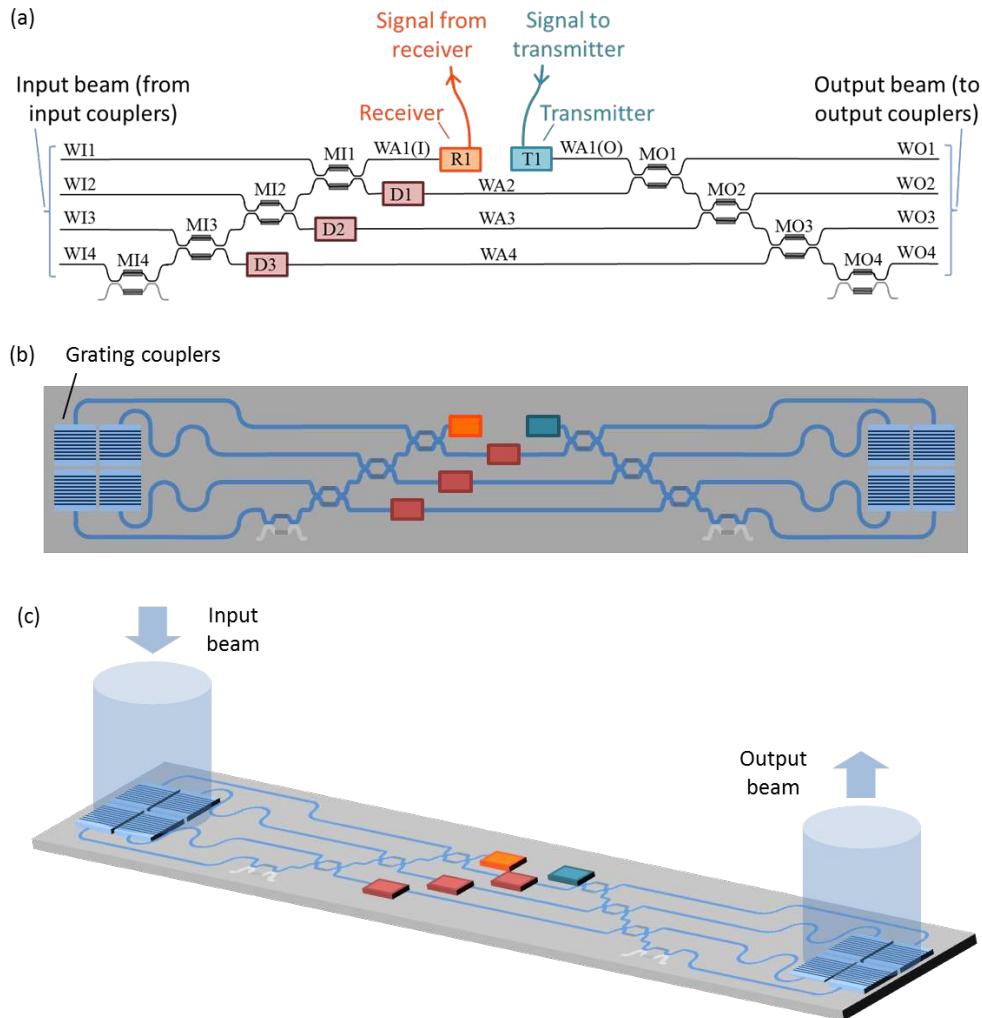 (a)
Signal from
receiver
Signal to
transmitter
Input beam (from
input couplers)
Output beam (to
output couplers)
Receiver
Transmitter
WI1
MI1
WA1(I)
R1
T1
WA1(O)
MO1
WO1
WI2
MI2
D1
WA2
MO2
WO2
WI3
MI3
D2
WA3
MO3
WO3
WI4
MI4
D3
WA4
MO4
WO4
(b)
Grating couplers
(c)
Input
beam
Output
beam